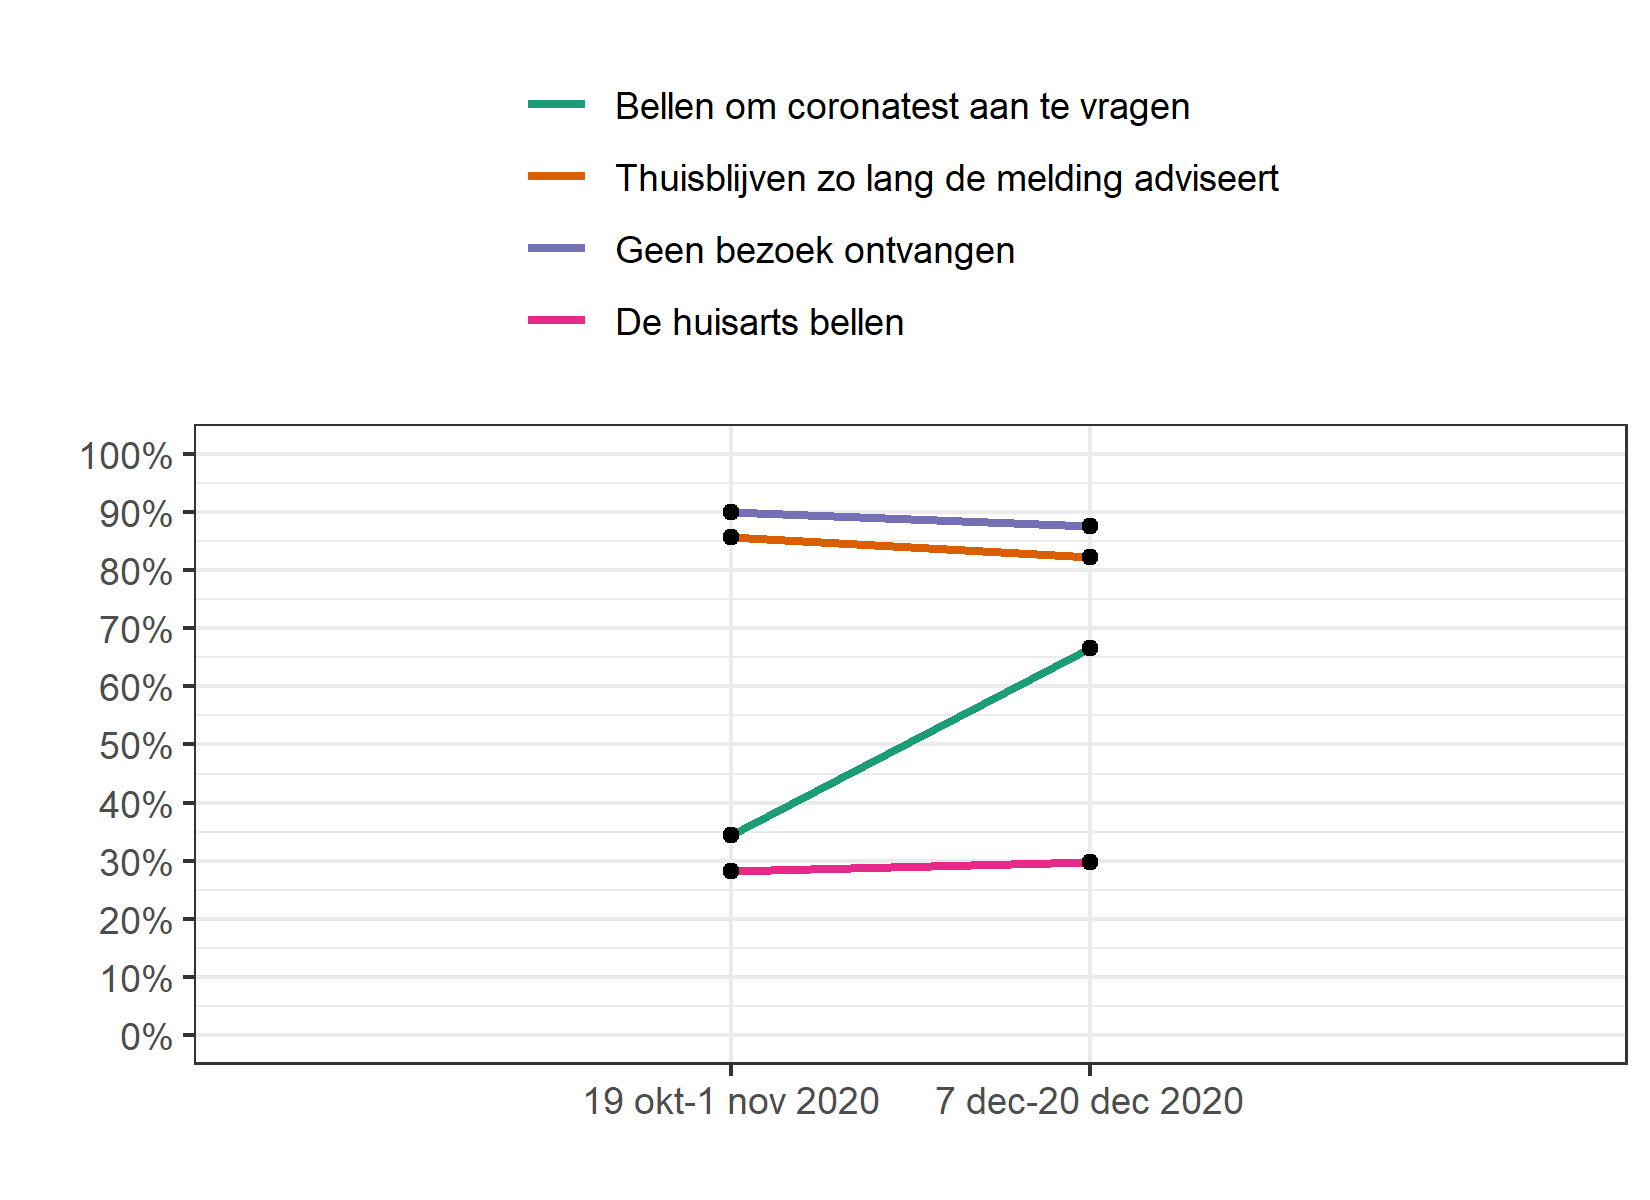 Bellen om coronatest aan te vragen
Thuisblijven zo lang de melding adviseert
Geen bezoek ontvangen
De huisarts bellen
100%
90%
80%
70%
60%
50%
40%
30%
20%
10%
0%
19 okt-1 nov 2020 7 dec-20 dec 2020